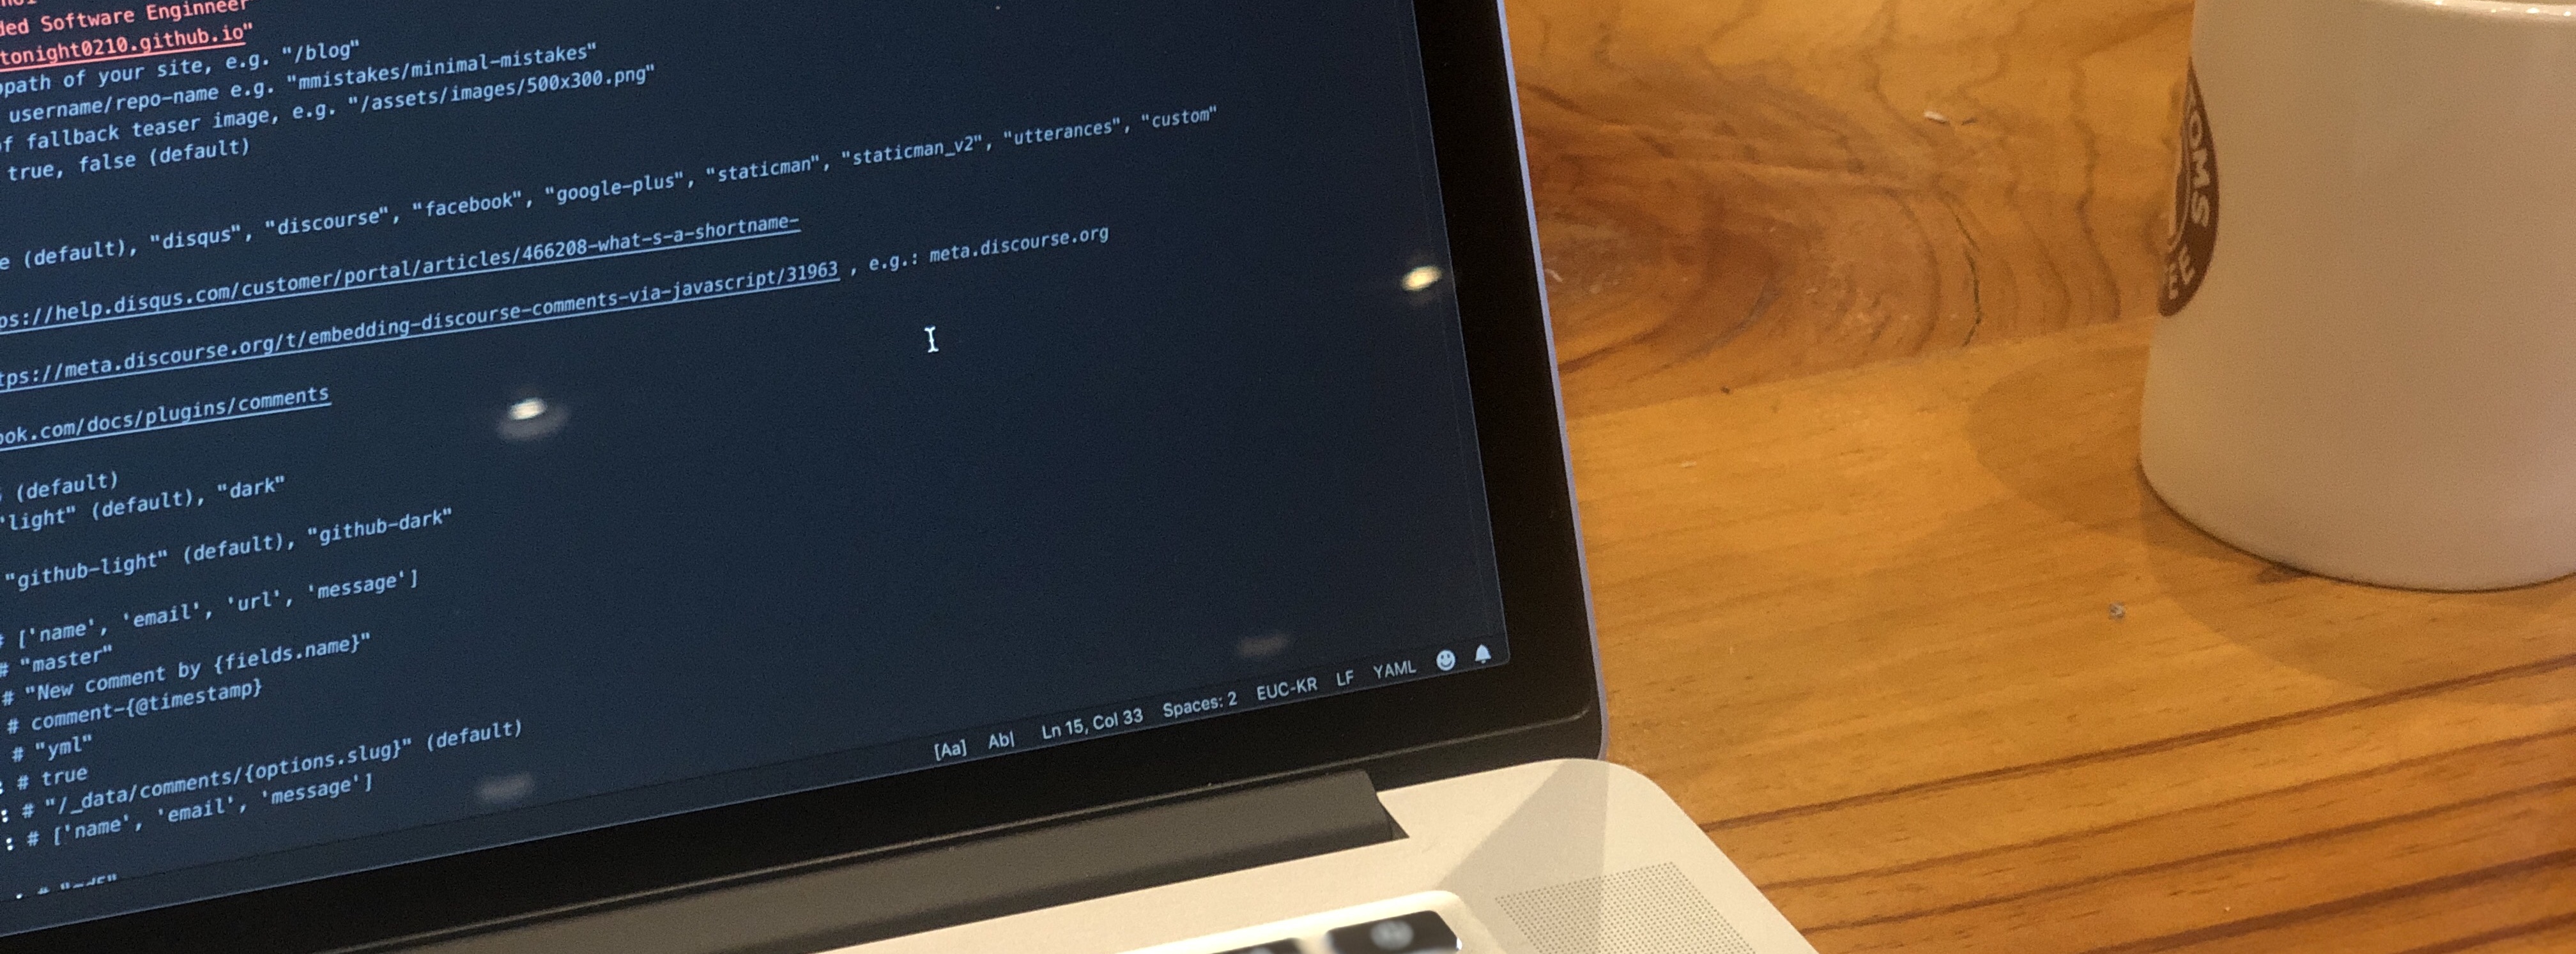 ded Software Enginneer
tonight0210.github.io"
path of your site, e.g. "/blog"
username/repo-name e.g. "mmistakes/minimal-mistakes"
of fallback teaser image, e.g. "/assets/images/500x300.png"
true, false (default)
e (default), "disqus", "discourse", "facebook", "google-plus", "staticman", "staticman_v2", "utterances", "custom"
ps://help.disqus.com/customer/portal/articles/466208-what-s-a-shortname-
tps://meta.discourse.org/t/embedding-discourse-comments-via-javascript/31963 , e.g.: meta.discourse.org
ook.com/docs/plugins/comments
(default)
"light" (default), "dark"
"github-light" (default), "github-dark"
# ['name', 'email', 'url', 'message']
# "master"
# "New comment by {fields.name}"
# comment-{@timestamp}
# "yml"
: # true
: # "/_data/comments/{options.slug}" (default)
: # ['name', 'email', 'message']
[Aa] Ab| Ln 15, Col 33 Spaces: 2 EUC-KR LF YAML
OMS